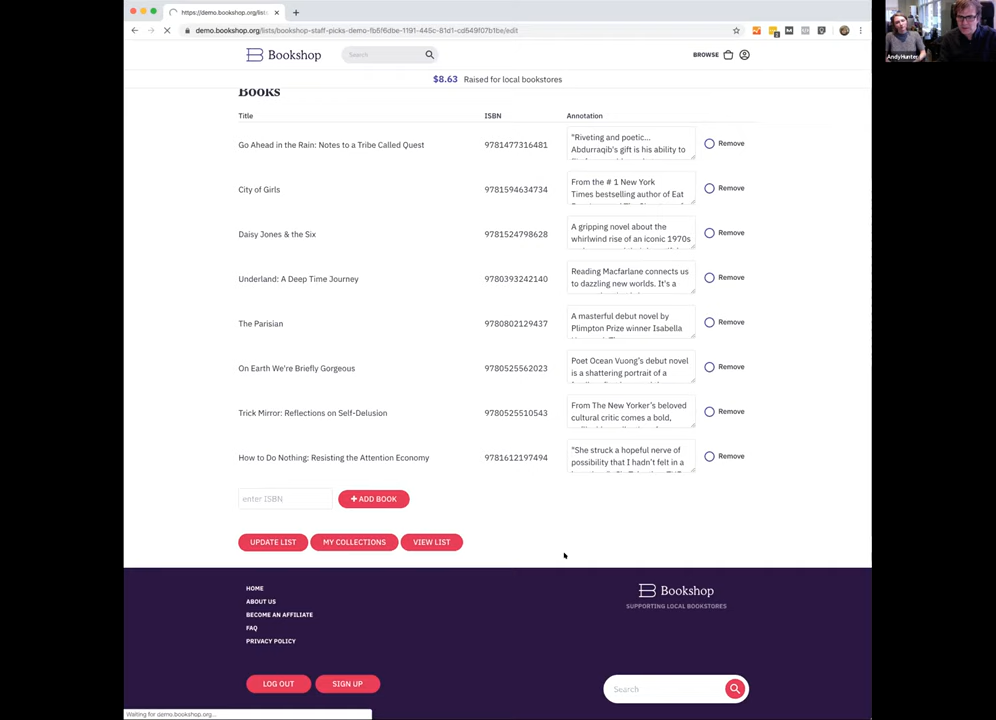 https://demo.bookshop.org/list
demo.bookshop.org/lists/bookshop-staff-picks-demo-fb5f6dbe-1191-445c-81d1-cd549f07b1be/edit
AndyHunter
Bookshop
Search
BROWSE
$8.63 Raised for local bookstores
Books
Title ISBN Annotation
Go Ahead in the Rain: Notes to a Tribe Called Quest 9781477316481 "Riveting and poetic...
Abdurraqib's gift is his ability to
Remove
City of Girls 9781594634734 From the # 1 New York
Times bestselling author of Eat
Remove
Daisy Jones & the Six 9781524798628 A gripping novel about the
whirlwind rise of an iconic 1970s
Remove
Underland: A Deep Time Journey 9780393242140 Reading Macfarlane connects us
to dazzling new worlds. It's a
Remove
The Parisian 9780802129437 A masterful debut novel by
Plimpton Prize winner Isabella
Remove
On Earth We're Briefly Gorgeous 9780525562023 Poet Ocean Vuong's debut novel
is a shattering portrait of a
Remove
Trick Mirror: Reflections on Self-Delusion 9780525510543 From The New Yorker's beloved
cultural critic comes a bold,
Remove
How to Do Nothing: Resisting the Attention Economy 9781612197494 "She struck a hopeful nerve of
possibility that I hadn't felt in a
Remove
enter ISBN + ADD BOOK
UPDATE LIST MY COLLECTIONS VIEW LIST
HOME
ABOUT US
BECOME AN AFFILIATE
FAQ
PRIVACY POLICY
Bookshop
SUPPORTING LOCAL BOOKSTORES
LOG OUT SIGN UP
Search
Waiting for demo.bookshop.org...